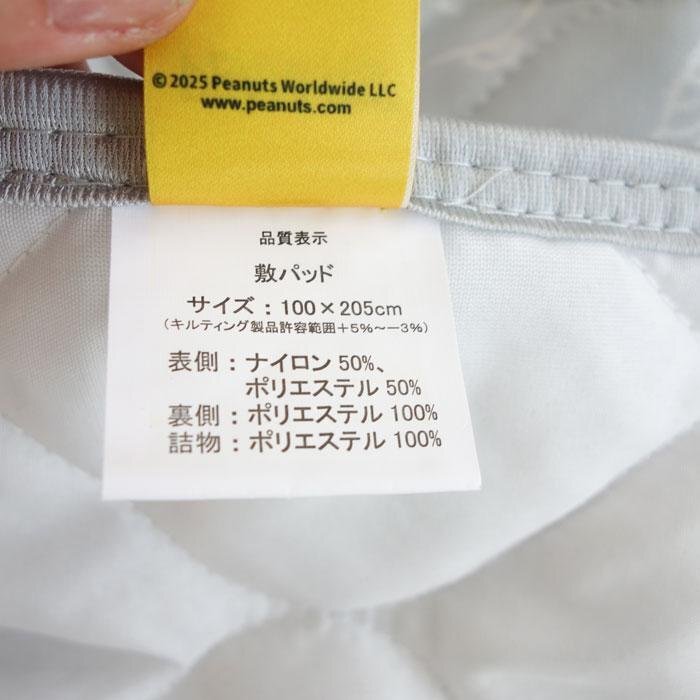 ©2025 Peanuts Worldwide LLC
www.peanuts.com
品質表示
敷パッド
サイズ：100×205cm
（キルティング製品許容範囲＋5%～－3%）
表側：ナイロン 50%、
ポリエステル 50%
裏側：ポリエステル 100%
詰物：ポリエステル 100%